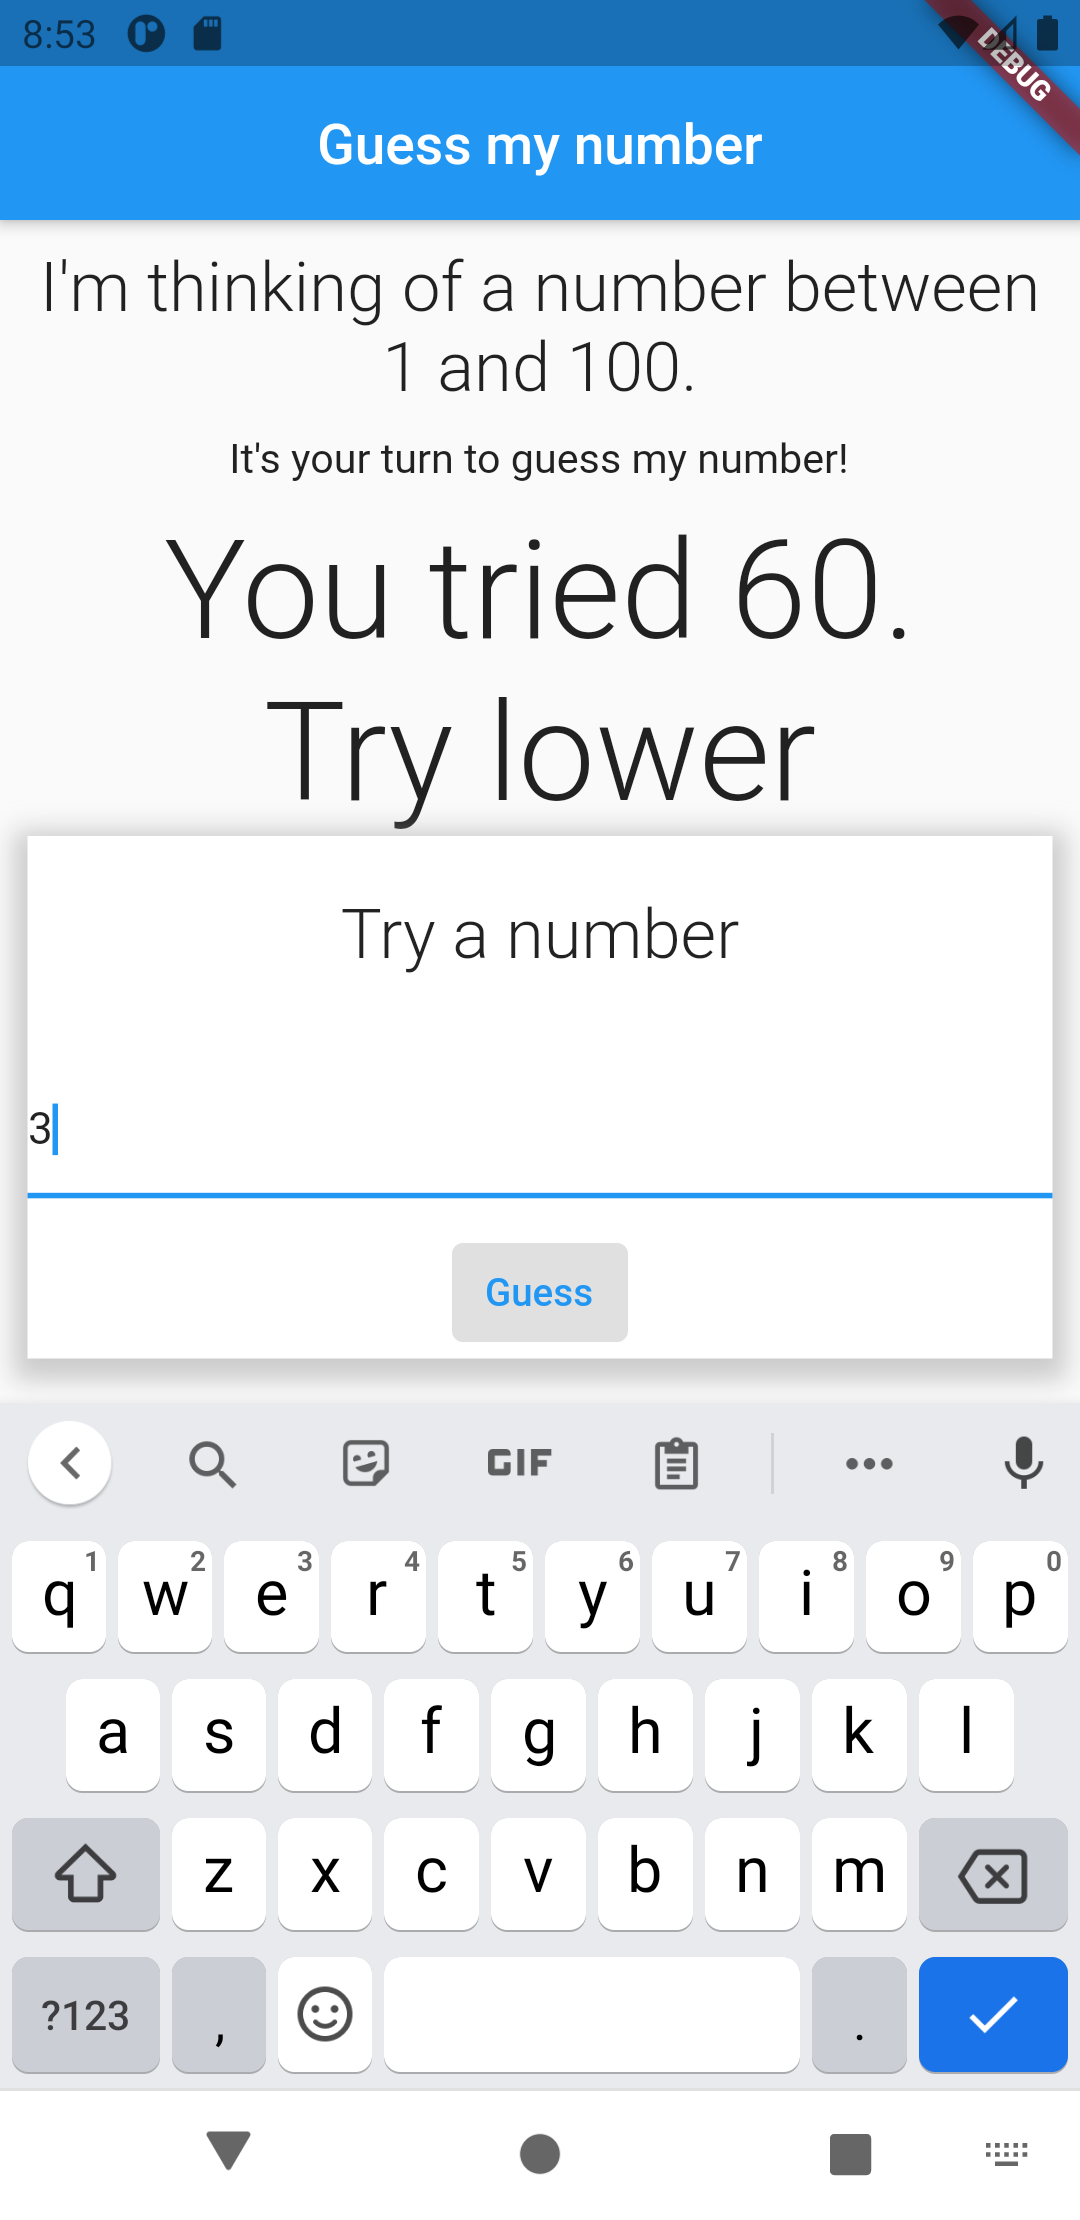 8:53
DEBUG
Guess my number
I'm thinking of a number between
1 and 100.
It's your turn to guess my number!
You tried 60.
Try lower
Try a number
3
Guess
GIF
q 1 w 2 e 3 r 4 t 5 y 6 u 7 i 8 o 9 p 0
a s d f g h j k l
z x c v b n m
?123 , .